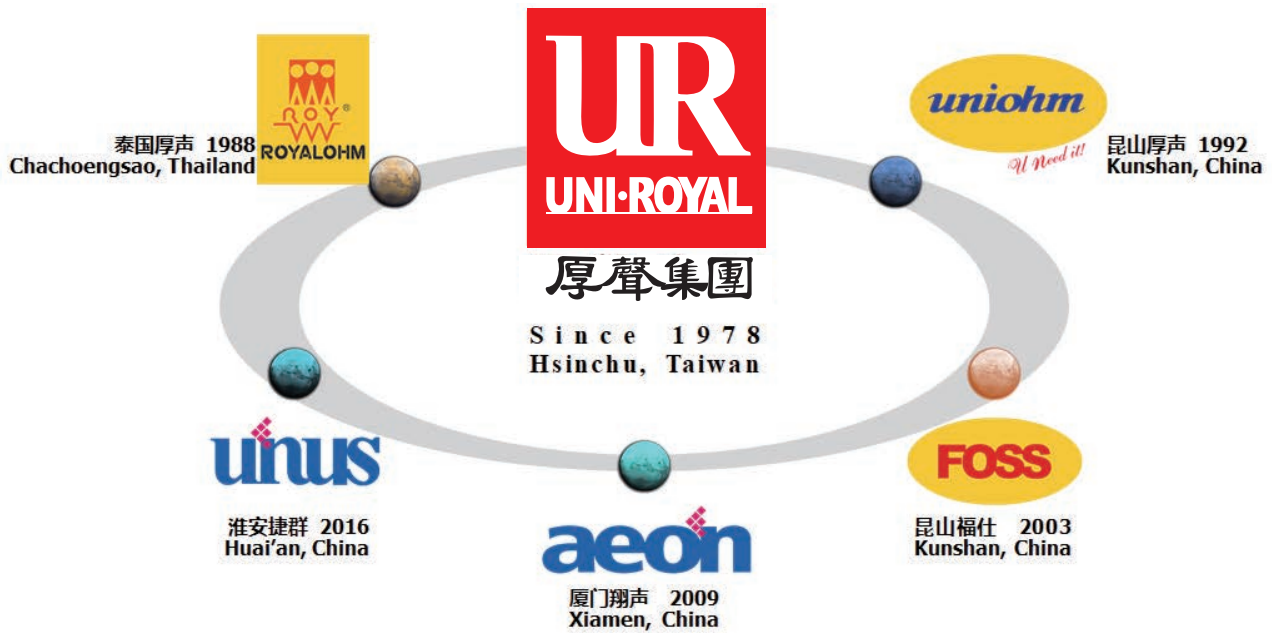 UR
UNI·ROYAL
厚聲集團
Since 1978
Hsinchu, Taiwan
ROY®
ROYALOHM
泰国厚声 1988
Chachoengsao, Thailand
uniohm
U Need it!
昆山厚声 1992
Kunshan, China
FOSS
昆山福仕 2003
Kunshan, China
aeon
厦门翔声 2009
Xiamen, China
unus
淮安捷群 2016
Huai'an, China